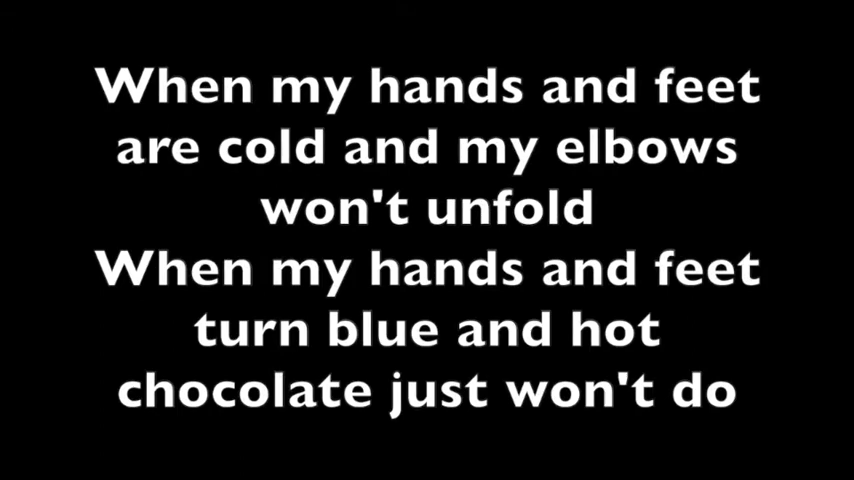 When my hands and feet
are cold and my elbows
won't unfold
When my hands and feet
turn blue and hot
chocolate just won't do